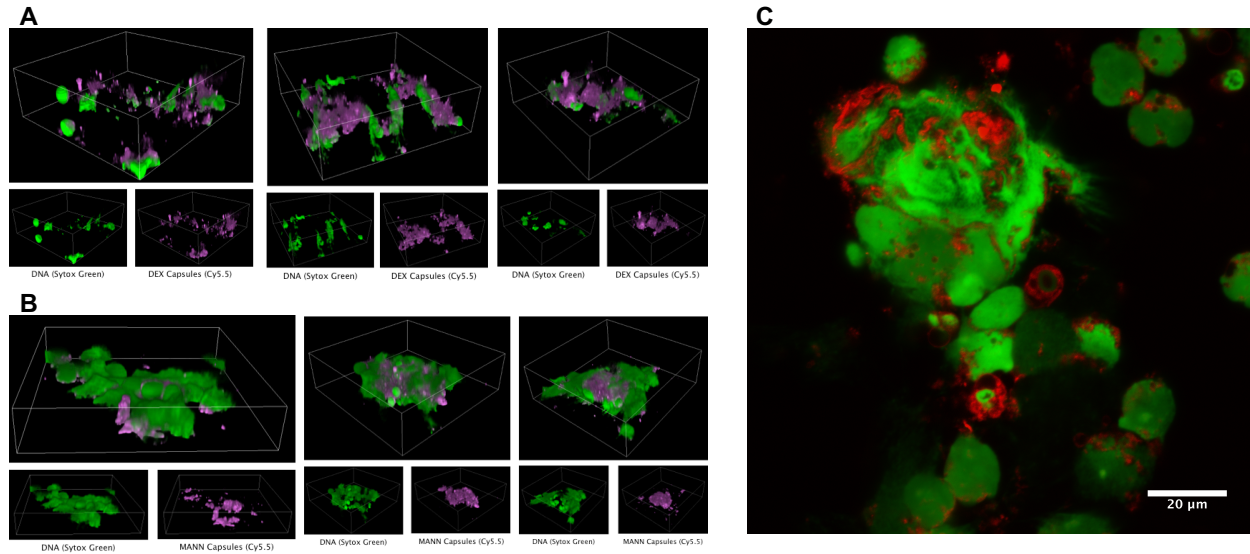 A
DNA (Sytox Green)
DEX Capsules (Cy5.5)
DNA (Sytox Green)
DEX Capsules (Cy5.5)
DNA (Sytox Green)
DEX Capsules (Cy5.5)
B
DNA (Sytox Green)
MANN Capsules (Cy5.5)
DNA (Sytox Green)
MANN Capsules (Cy5.5)
DNA (Sytox Green)
MANN Capsules (Cy5.5)
C
20 µm